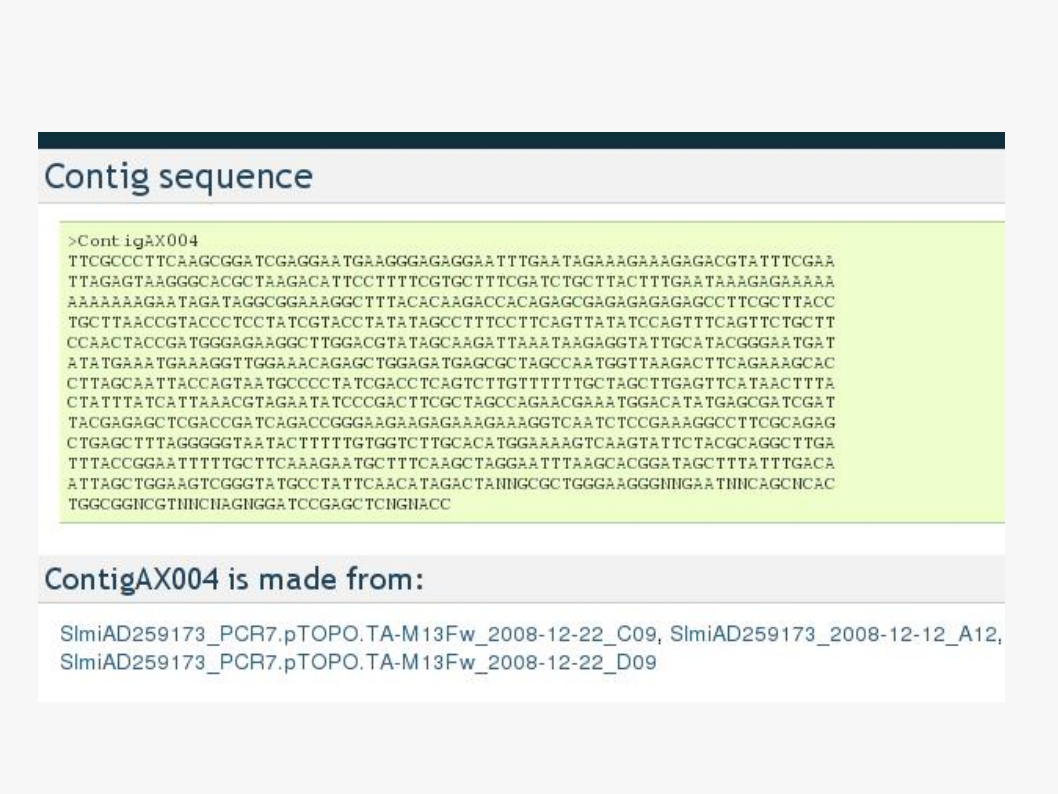 Contig sequence
>ContigAX004
TTCGCCCTTCAAGCGGATCGAGGAATGAAGGGAGAGGAATTTGAATAGAAAGAAAGAGACGTATTTCGAA
TTAGAGTAAGGGCACGCTAAGACATTCCTTTTCGTGCTTTCGATCTGCTTACTTTGAATAAAGAGAAAAA
AAAAAAAGAATAGATAGGCGGAAAGGCTTTACACAAGACCACAGAGCGAGAGAGAGAGCCTTCGCTTACC
TGCTTAACCGTACCCTCCTATCGTACCTATATAGCCTTTCCTTCAGTTATATCCAGTTTCAGTTCTGCTT
CCAACTACCGATGGGAGAAGGCTTGGACGTATAGCAAGATTAAATAAGAGGTATTGCATACGGGAATGAT
ATATGAAATGAAAGGTTGGAAACAGAGCTGGAGATGAGCGCTAGCCAATGGTTAAGACTTCAGAAAGCAC
CTTAGCAATTACCAGTAATGCCCCTATCGACCTCAGTCTTGTTTTTTGCTAGCTTGAGTTCATAACTTTA
CTATTTATCATTAAACGTAGAATATCCCGACTTCGCTAGCCAGAACGAAATGGACATATGAGCGATCGAT
TACGAGAGCTCGACCGATCAGACCGGGAAGAAGAGAAAGAAAGGTCAATCTCCGAAAGGCCTTCGCAGAG
CTGAGCTTTAGGGGGTAATACTTTTTGTGGTCTTGCACATGGAAAAGTCAAGTATTCTACGCAGGCTTGA
TTTACCGGAATTTTTGCTTCAAAGAATGCTTTCAAGCTAGGAATTTAAGCACGGATAGCTTTATTTGACA
ATTAGCTGGAAGTCGGGTATGCCTATTCAACATAGACTANNGCGCTGGGAAGGGNNGAATNNCAGCNCAC
TGGCGGNCGTNNCNAGNGGATCCGAGCTCNGNACC
ContigAX004 is made from:
SlmiAD259173_PCR7.pTOPO.TA-M13Fw_2008-12-22_C09, SlmiAD259173_2008-12-12_A12,
SlmiAD259173_PCR7.pTOPO.TA-M13Fw_2008-12-22_D09